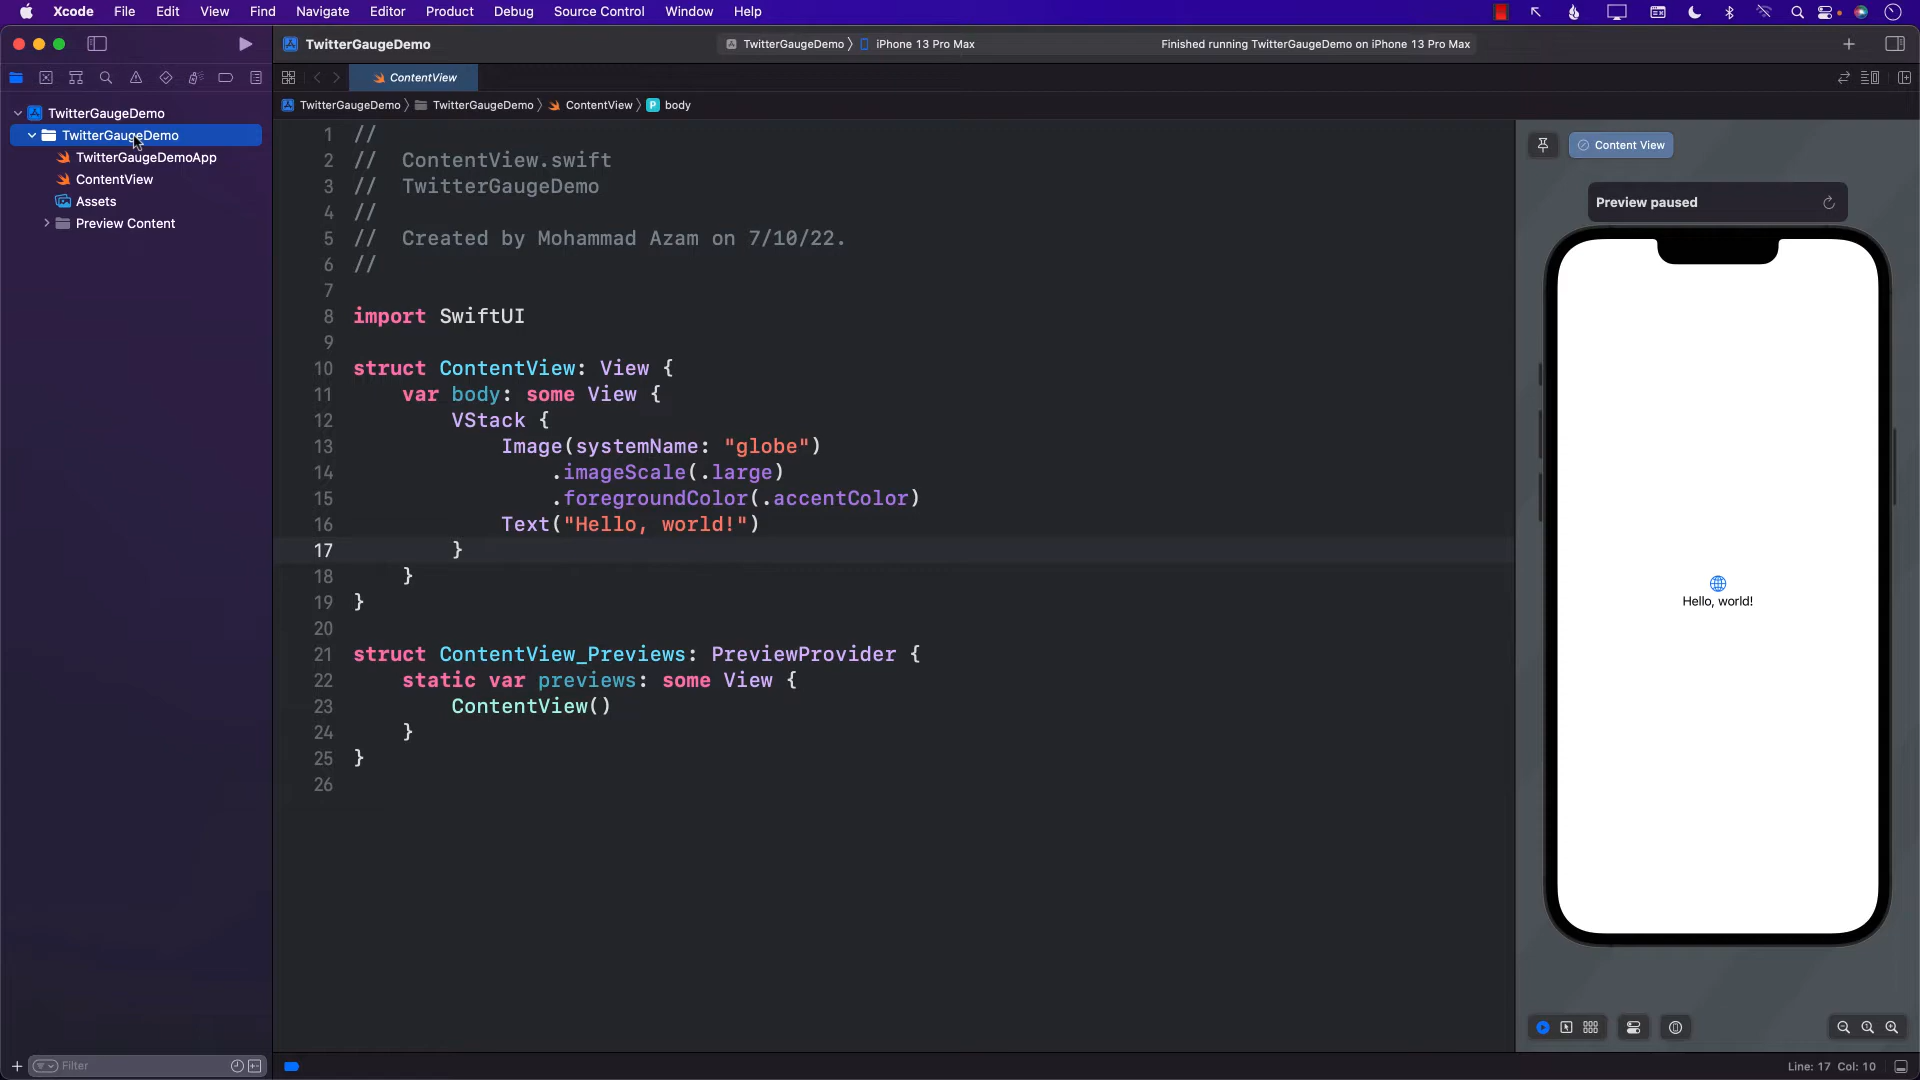 Xcode File Edit View Find Navigate Editor Product Debug Source Control Window Help
TwitterGaugeDemo
TwitterGaugeDemo iPhone 13 Pro Max
Finished running TwitterGaugeDemo on iPhone 13 Pro Max
ContentView
TwitterGaugeDemo TwitterGaugeDemo ContentView P body
TwitterGaugeDemo
TwitterGaugeDemo
TwitterGaugeDemoApp
ContentView
Assets
Preview Content
Filter
1 //
2 // ContentView.swift
3 // TwitterGaugeDemo
4 //
5 // Created by Mohammad Azam on 7/10/22.
6 //
7
8 import SwiftUI
9
10 struct ContentView: View {
11 var body: some View {
12 VStack {
13 Image(systemName: "globe")
14 .imageScale(.large)
15 .foregroundColor(.accentColor)
16 Text("Hello, world!")
17 }
18 }
19 }
20
21 struct ContentView_Previews: PreviewProvider {
22 static var previews: some View {
23 ContentView()
24 }
25 }
26
Content View
Preview paused
Hello, world!
Line: 17 Col: 10